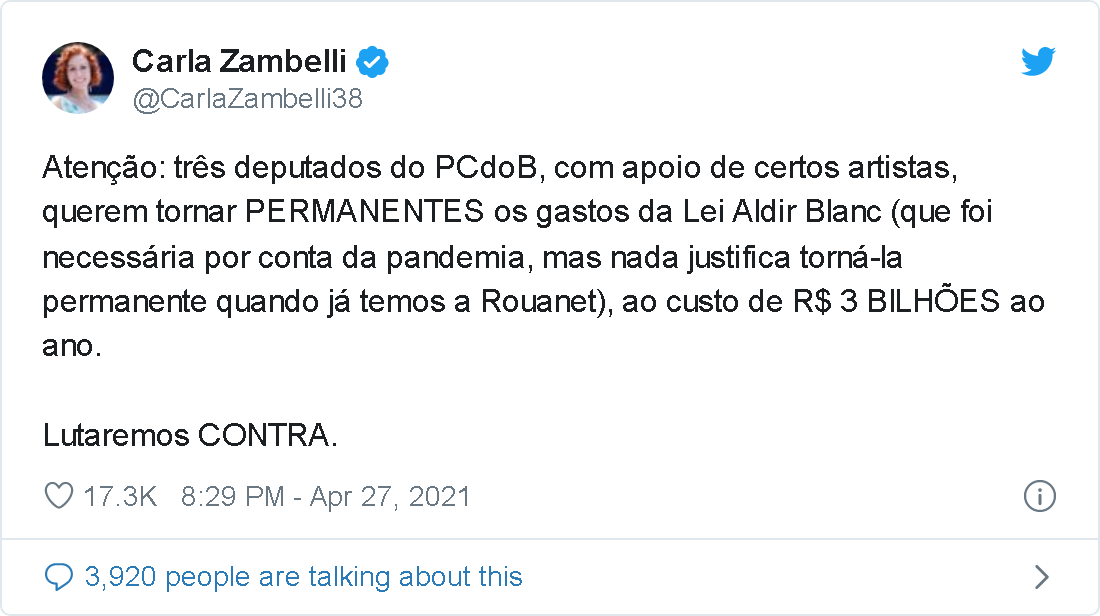 Carla Zambelli
@CarlaZambelli38
Atenção: três deputados do PCdoB, com apoio de certos artistas,
querem tornar PERMANENTES os gastos da Lei Aldir Blanc (que foi
necessária por conta da pandemia, mas nada justifica torná-la
permanente quando já temos a Rouanet), ao custo de R$ 3 BILHÕES ao
ano.
Lutaremos CONTRA.
17.3K 8:29 PM - Apr 27, 2021
3,920 people are talking about this